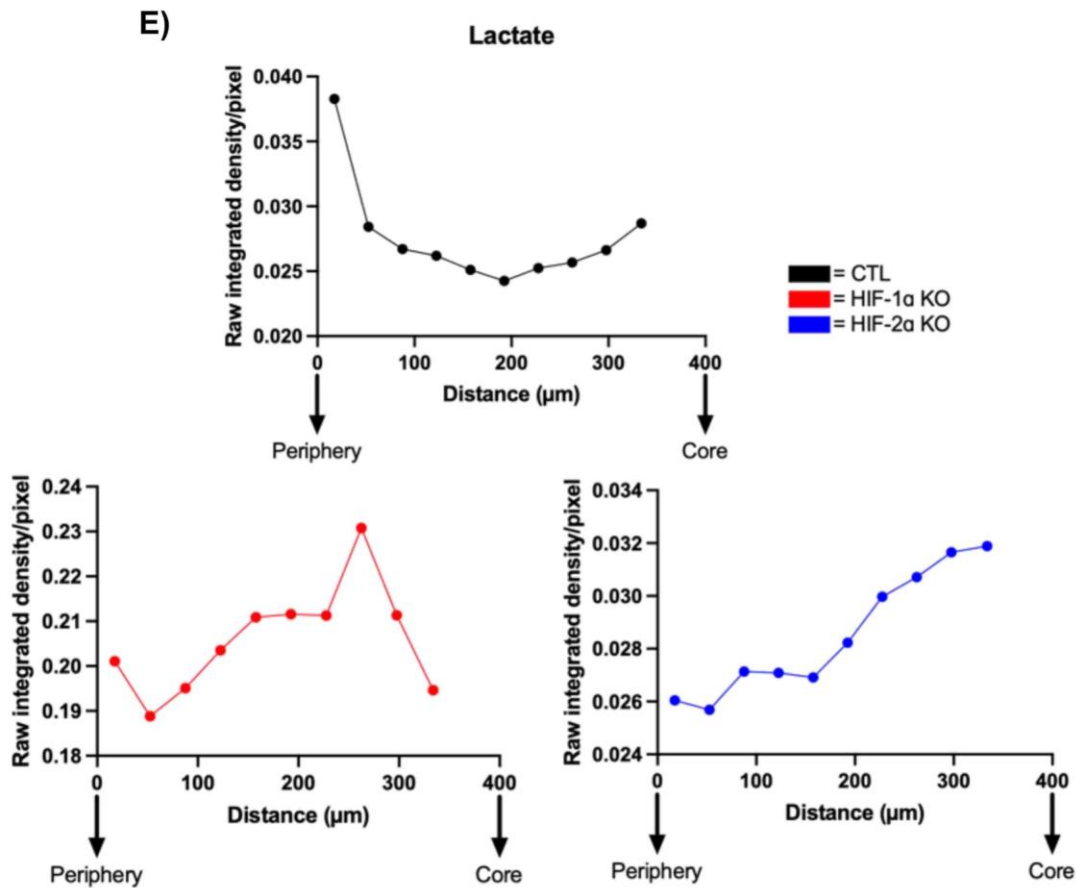 E)
Lactate
Raw integrated density/pixel
0.040
0.035
0.030
0.025
0.020
0 100 200 300 400
Distance (µm)
Periphery Core
= CTL
= HIF-1α KO
= HIF-2α KO
Raw integrated density/pixel
0.24
0.23
0.22
0.21
0.20
0.19
0.18
0 100 200 300 400
Distance (µm)
Periphery Core
Raw integrated density/pixel
0.034
0.032
0.030
0.028
0.026
0.024
0 100 200 300 400
Distance (µm)
Periphery Core